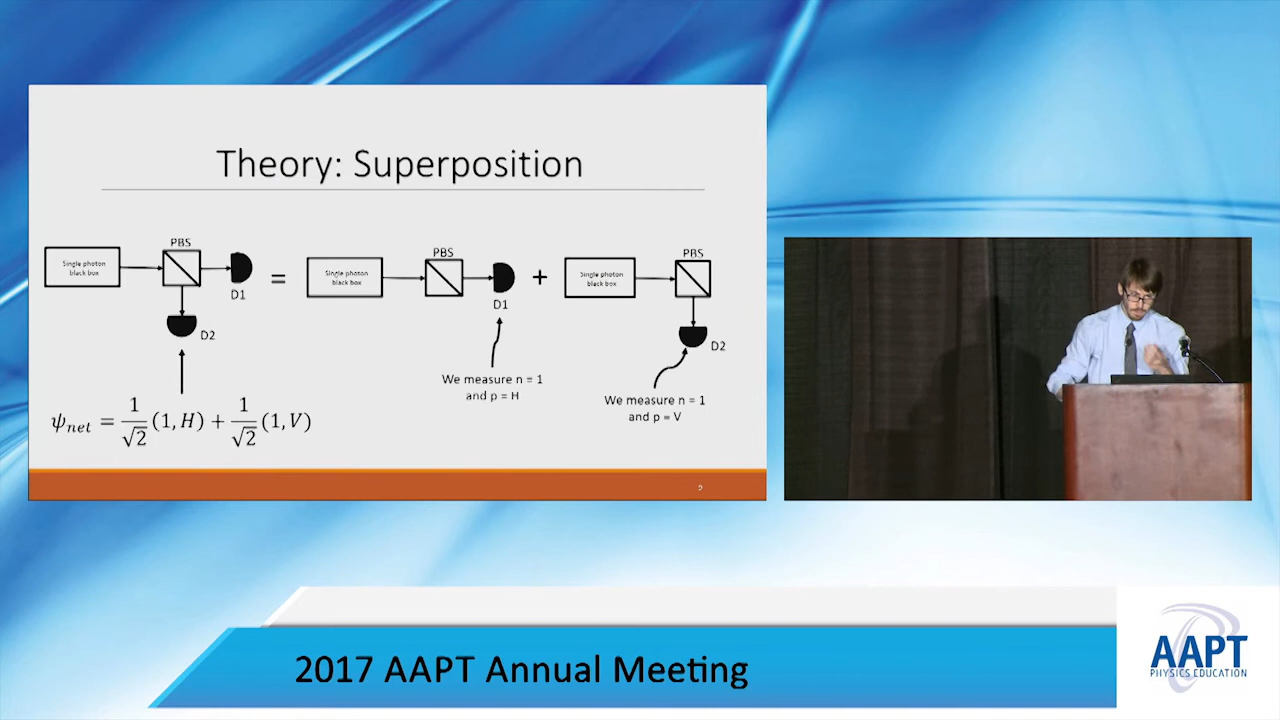 Theory: Superposition
PBS
Single photon
black box
D1
D2
=
PBS
Single photon
black box
D1
+
PBS
Single photon
black box
D2
We measure n = 1
and p = H
We measure n = 1
and p = V
ψnet = 1/√2 (1, H) + 1/√2 (1, V)
9
2017 AAPT Annual Meeting
AAPT
PHYSICS EDUCATION